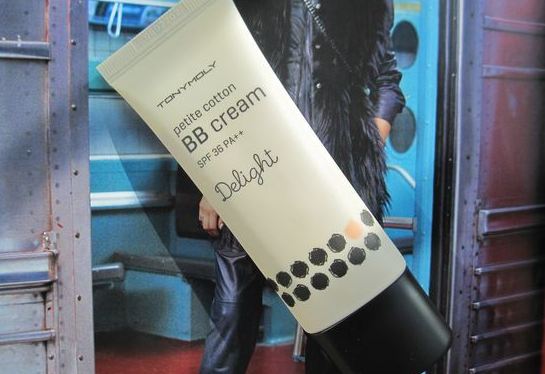 TONYMOLY
petite cotton
BB cream
SPF 36 PA++
Delight